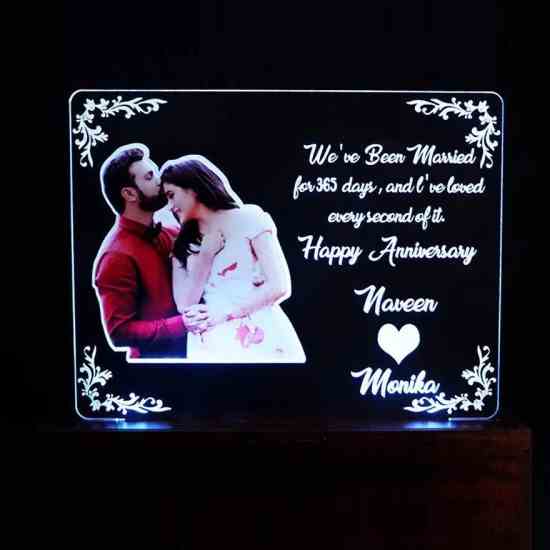 We've Been Married
for 365 days, and I've loved
every second of it.
Happy Anniversary
Naveen
Monika